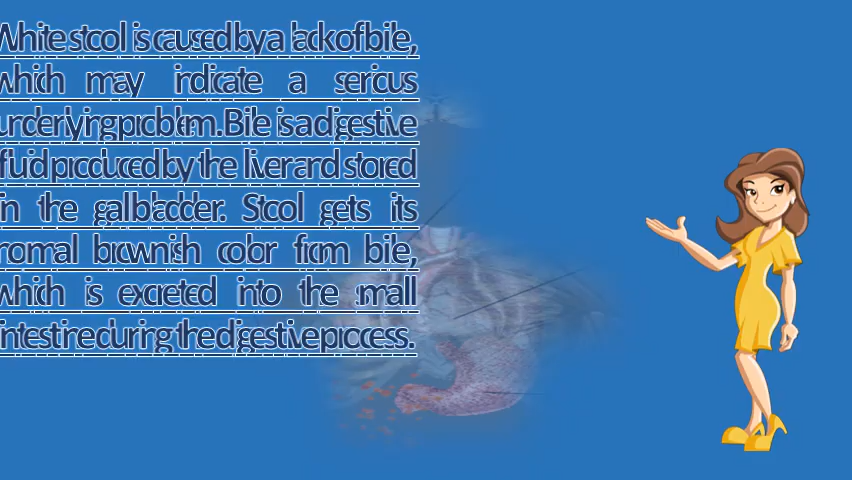 White stool is caused by a lack of bile,
which may indicate a serious
underlying problem. Bile is a digestive
fluid produced by the liver and stored
in the gallbladder. Stool gets its
normal brownish color from bile,
which is excreted into the small
intestine during the digestive process.